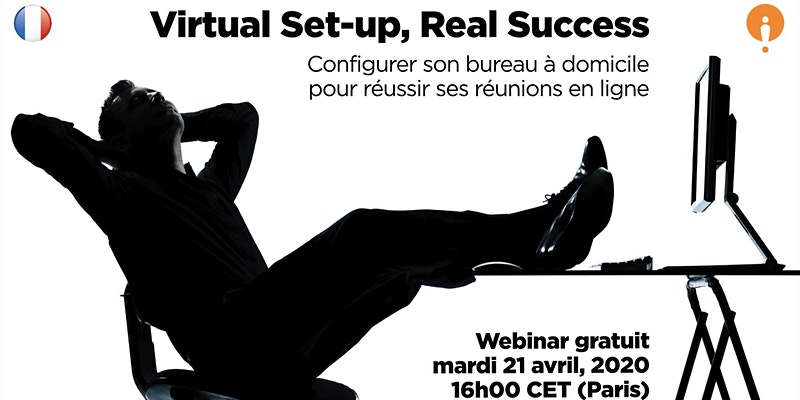 Virtual Set-up, Real Success
Configurer son bureau à domicile
pour réussir ses réunions en ligne
Webinar gratuit
mardi 21 avril, 2020
16h00 CET (Paris)